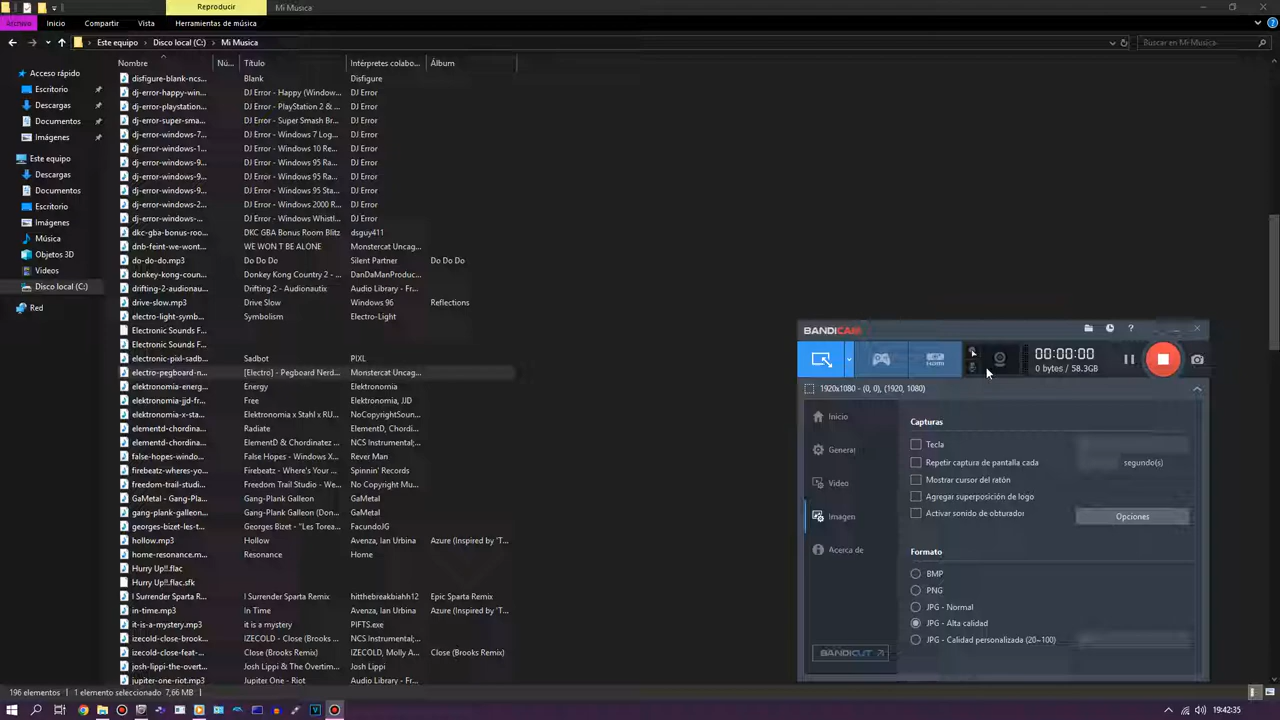 Reproducir
Mi Musica
Archivo Inicio Compartir Vista Herramientas de música
Este equipo Disco local (C:) Mi Musica
Buscar en Mi Musica
Nombre Nú... Título Intérpretes colabo... Álbum
Acceso rápido
Escritorio
Descargas
Documentos
Imágenes
Este equipo
Descargas
Documentos
Escritorio
Imágenes
Música
Objetos 3D
Videos
Disco local (C:)
Red
disfigure-blank-ncs... Blank Disfigure
dj-error-happy-win... DJ Error - Happy (Window... DJ Error
dj-error-playstation... DJ Error - PlayStation 2 & ... DJ Error
dj-error-super-sma... DJ Error - Super Smash Br... DJ Error
dj-error-windows-7... DJ Error - Windows 7 Log... DJ Error
dj-error-windows-1... DJ Error - Windows 10 Re... DJ Error
dj-error-windows-9... DJ Error - Windows 95 Ra... DJ Error
dj-error-windows-9... DJ Error - Windows 95 Ra... DJ Error
dj-error-windows-9... DJ Error - Windows 95 Sta... DJ Error
dj-error-windows-2... DJ Error - Windows 200... DJ Error
dj-error-windows-... DJ Error - Windows Whistl... DJ Error
dkc-gba-bonus-roo... DKC GBA Bonus Room Blitz dsguy411
dnb-feint-we-wont... WE WON T BE ALONE Monstercat Uncag...
do-do-do.mp3 Do Do Do Silent Partner Do Do Do
donkey-kong-coun... Donkey Kong Country 2 - ... DanDaManProduc...
drifting-2-audionau... Drifting 2 - Audionautix Audio Library - Fr...
drive-slow.mp3 Drive Slow Windows 96 Reflections
electro-light-symb... Symbolism Electro-Light
Electronic Sounds F...
Electronic Sounds F...
electronic-pixl-sadb... Sadbot PIXL
electro-pegboard-n... [Electro] - Pegboard Nerd... Monstercat Uncag...
elektronomia-energ... Energy Elektronomia
elektronomia-jjd-fr... Free Elektronomia, JJD
elektronomia-x-sta... Elektronomia x Stahl x RU... NoCopyrightSoun...
elementd-chordina... Radiate ElementD, Chordi...
elementd-chordina... ElementD & Chordinatez ... NCS Instrumental;...
false-hopes-window... False Hopes - Windows X... Rever Man
firebeatz-wheres-yo... Firebeatz - Where's Your ... Spinnin' Records
freedom-trail-studi... Freedom Trail Studio - We... No Copyright Mu...
GaMetal - Gang-Pla... Gang-Plank Galleon GaMetal
gang-plank-galleon... Gang-Plank Galleon (Don... GaMetal
georges-bizet-les-t... Georges Bizet - "Les Torea... FacundoJG
hollow.mp3 Hollow Avenza, Ian Urbina Azure (Inspired by 'T...
home-resonance.m... Resonance Home
Hurry Up!!.flac
Hurry Up!!.flac.sfk
I Surrender Sparta R... I Surrender Sparta Remix hitthebreakbiahh12 Epic Sparta Remix
in-time.mp3 In Time Avenza, Ian Urbina Azure (Inspired by 'T...
it-is-a-mystery.mp3 it is a mystery PIFTS.exe
izecold-close-brook... IZECOLD - Close (Brooks ... NCS Instrumental;...
izecold-close-feat-... Close (Brooks Remix) IZECOLD, Molly A... Close (Brooks Remix)
josh-lippi-the-overt... Josh Lippi & The Overtim... Josh Lippi
jupiter-one-riot.mp3 Jupiter One - Riot Audio Library - Fr...
196 elementos 1 elemento seleccionado 7,66 MB
BANDICAM
HDMI
00:00:00
0 bytes / 58.3GB
1920x1080 - (0, 0), (1920, 1080)
Inicio
General
Video
Imagen
Acerca de
BANDICUT
Capturas
Tecla
Repetir captura de pantalla cada segundo(s)
Mostrar cursor del ratón
Agregar superposición de logo
Activar sonido de obturador Opciones
Formato
BMP
PNG
JPG - Normal
JPG - Alta calidad
JPG - Calidad personalizada (20~100)
19:42:35